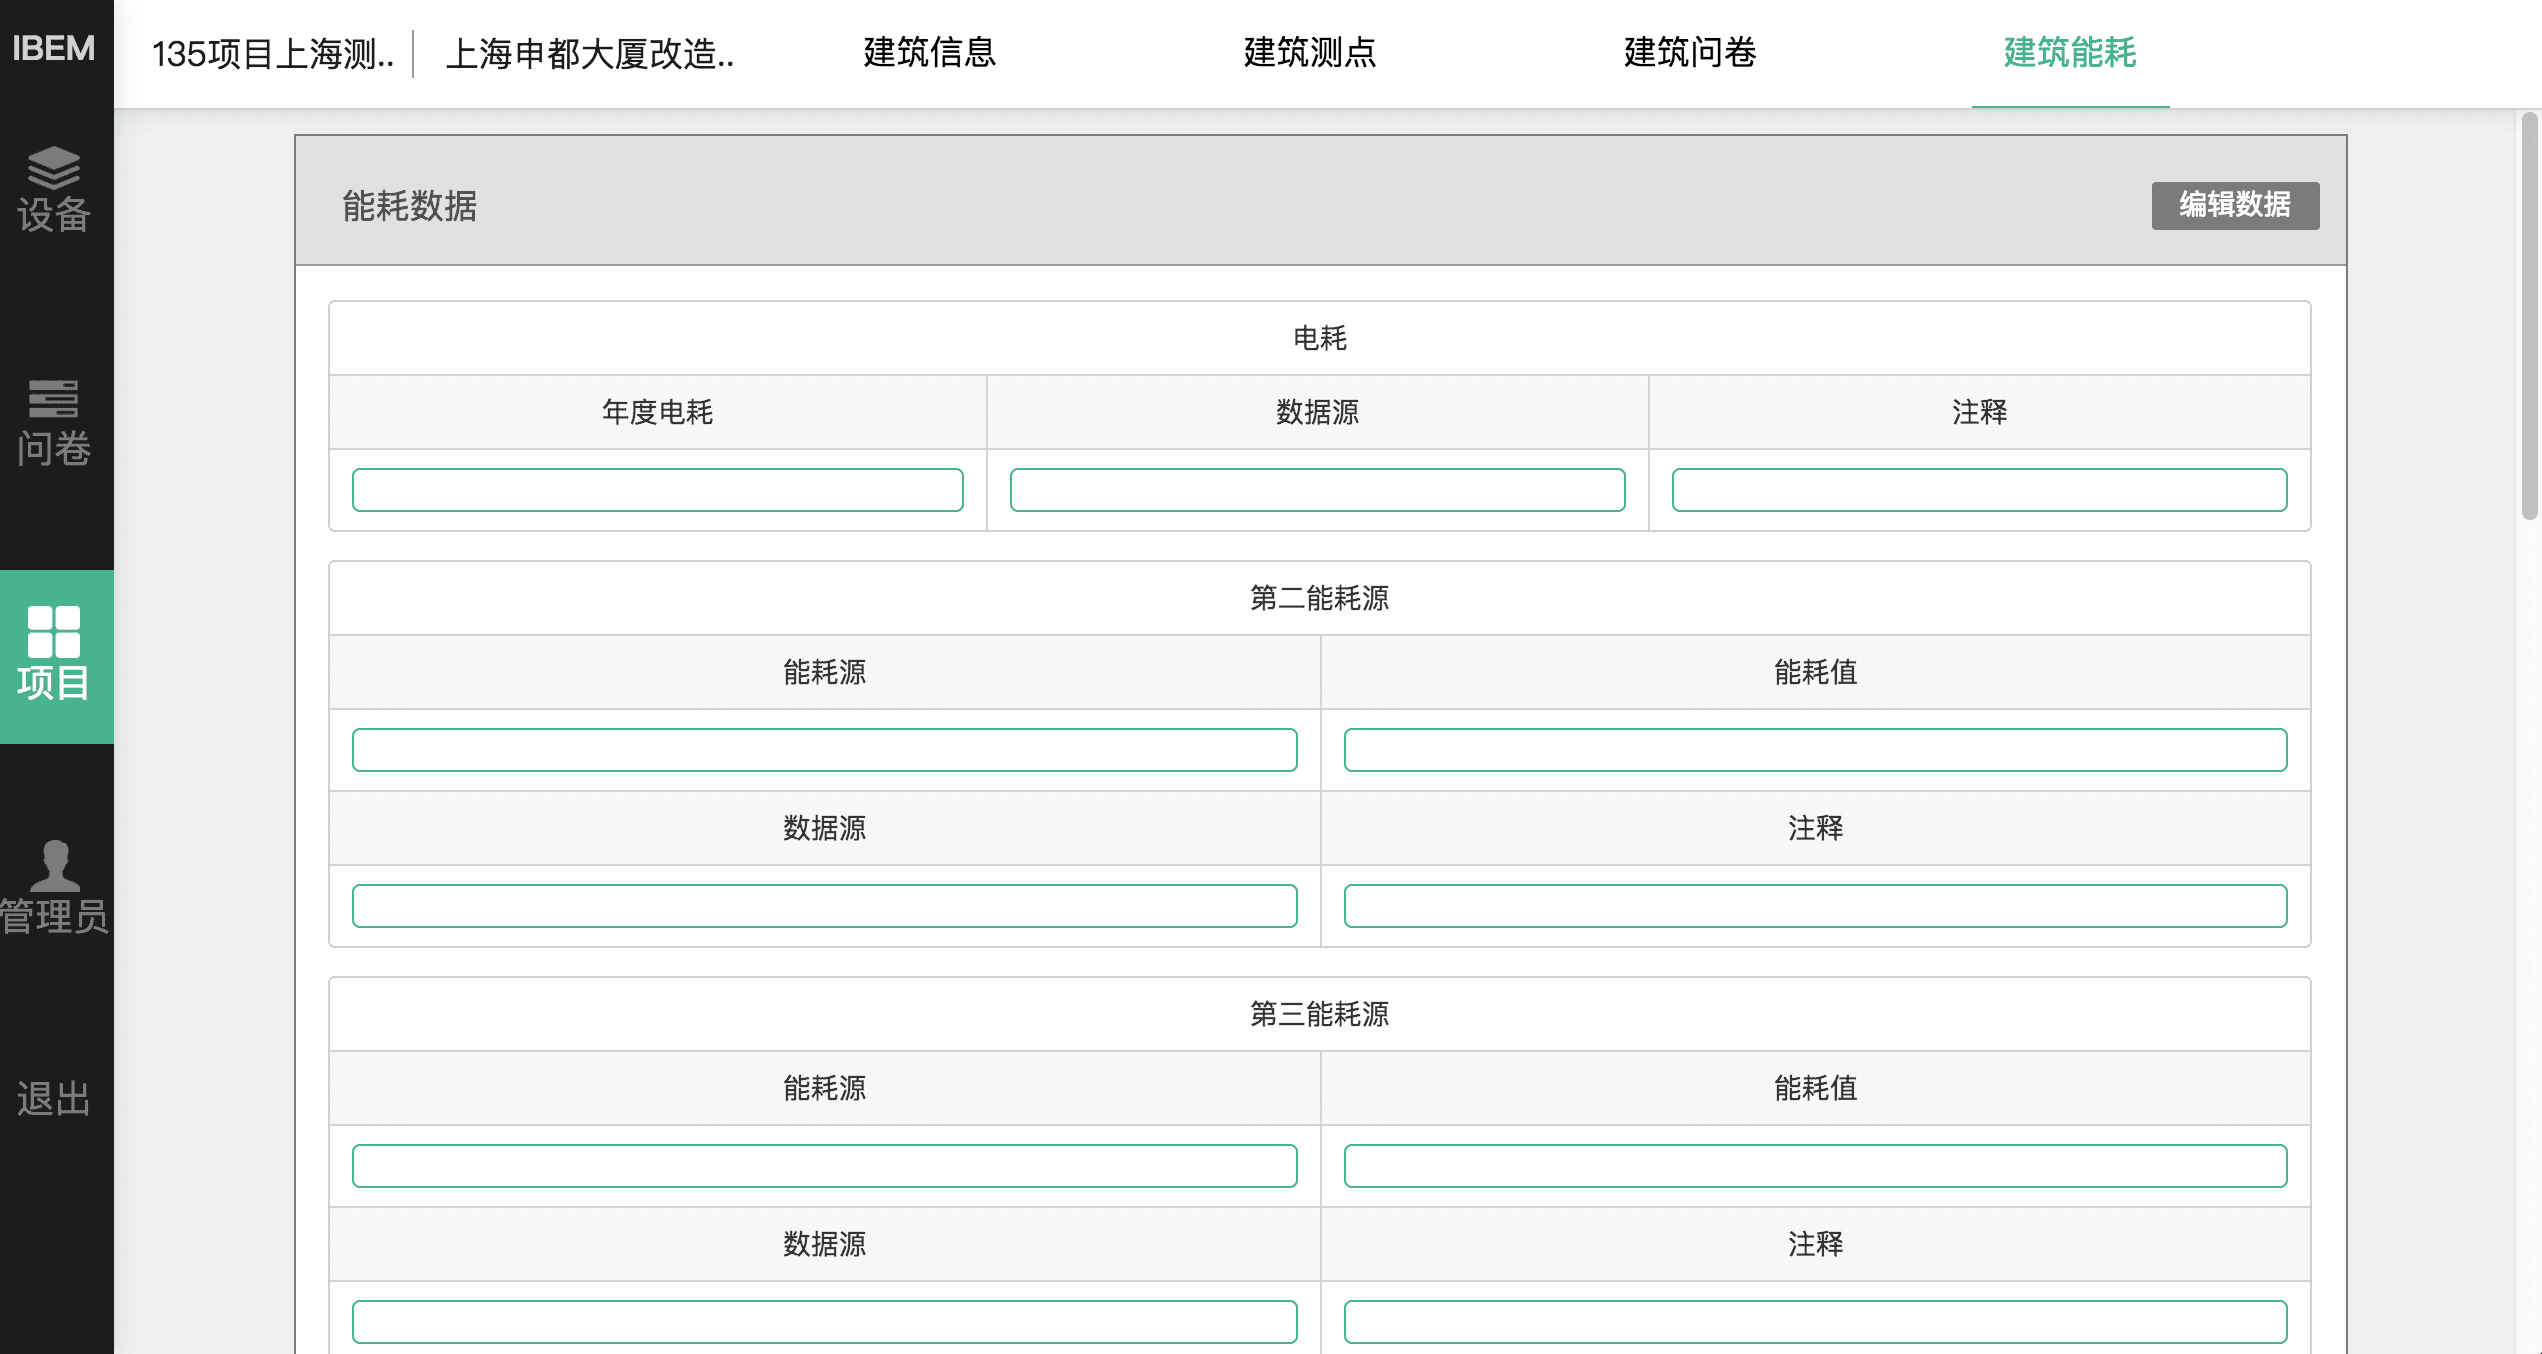 IBEM
135项目上海测..
上海申都大厦改造..
建筑信息
建筑测点
建筑问卷
建筑能耗
设备
问卷
项目
管理员
退出
能耗数据
编辑数据
电耗
年度电耗
数据源
注释
第二能耗源
能耗源
能耗值
数据源
注释
第三能耗源
能耗源
能耗值
数据源
注释